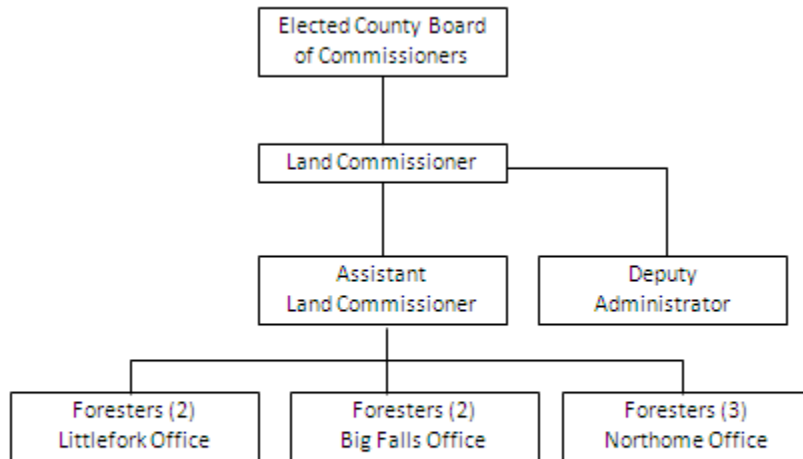 Elected County Board
of Commissioners
Land Commissioner
Assistant
Land Commissioner
Deputy
Administrator
Foresters (2)
Littlefork Office
Foresters (2)
Big Falls Office
Foresters (3)
Northome Office